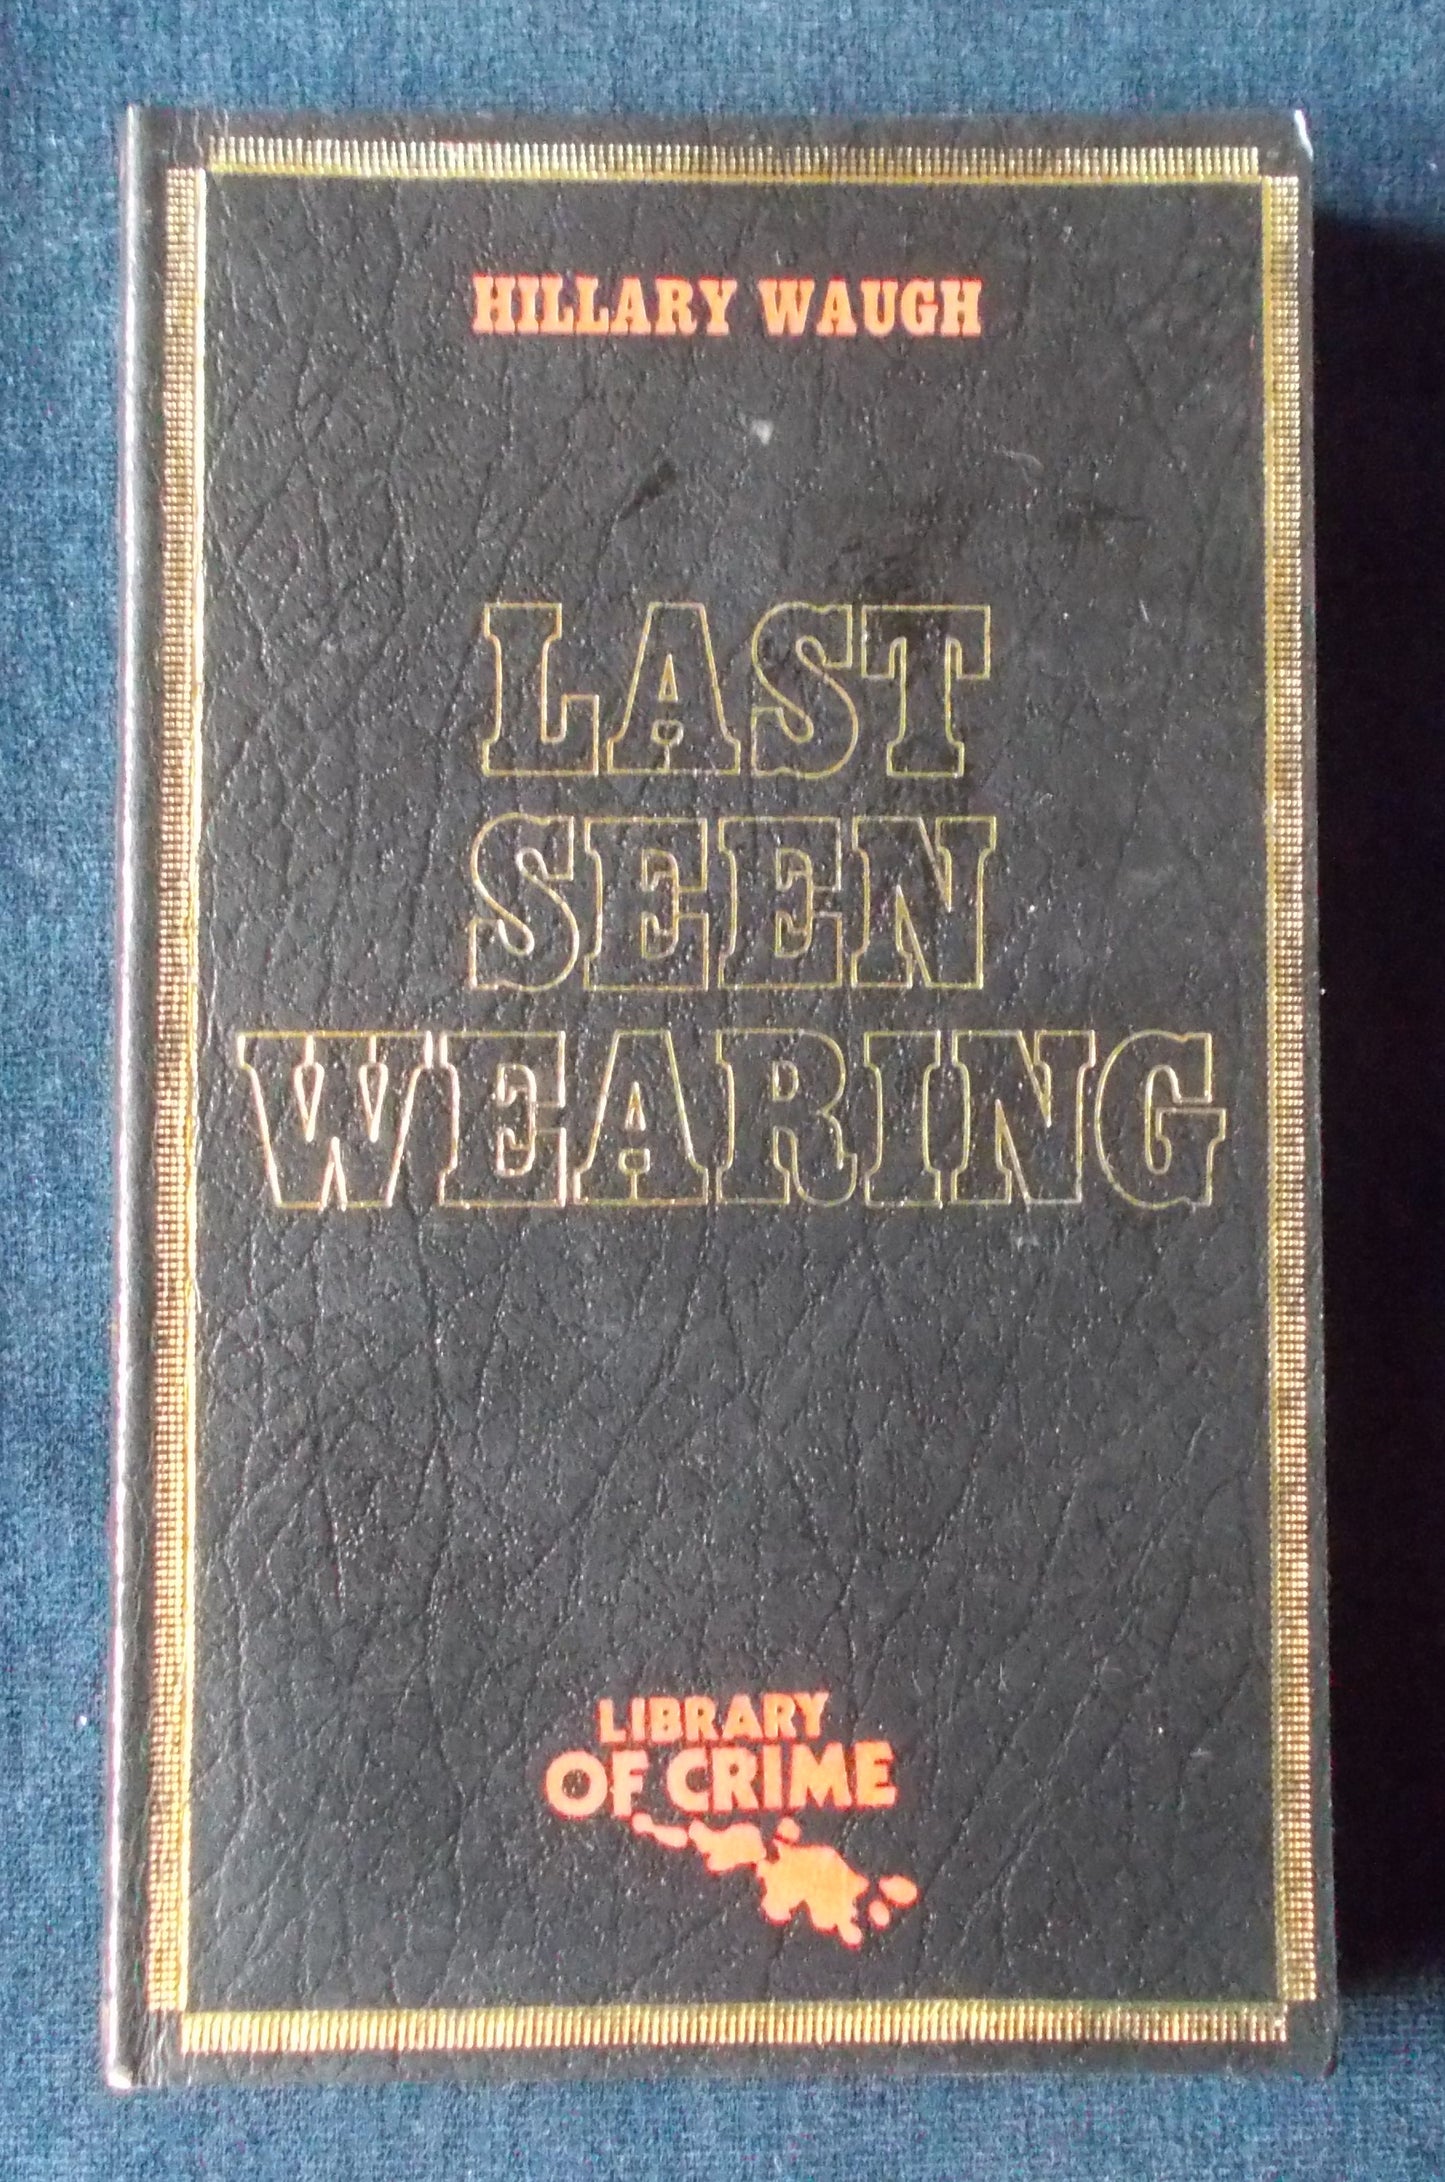 HILLARY WAUGH
LAST
SEEN
WEARING
LIBRARY
OF CRIME